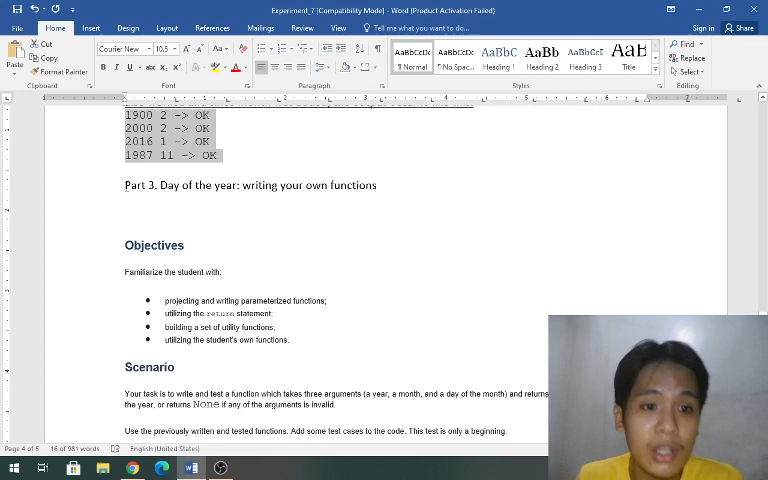 Experiment_7 [Compatibility Mode] - Word (Product Activation Failed)
File Home Insert Draw Design Layout References Mailings Review View Tell me what you want to do... Sign in Share
Cut
Copy
Format Painter
Paste
Courier New 10.5
Clipboard Font Paragraph Styles Editing
AaBbCcDc AaBbCcDc AaBbC AaBb AaBbCcI AaB
¶ Normal ¶ No Spac... Heading 1 Heading 2 Heading 3 Title
Find
Replace
Select
1900 2 -> OK
2000 2 -> OK
2016 1 -> OK
1987 11 -> OK
Part 3. Day of the year: writing your own functions
Objectives
Familiarize the student with:
projecting and writing parameterized functions;
utilizing the return statement;
building a set of utility functions;
utilizing the student's own functions.
Scenario
Your task is to write and test a function which takes three arguments (a year, a month, and a day of the month) and returns
the year, or returns None if any of the arguments is invalid.
Use the previously written and tested functions. Add some test cases to the code. This test is only a beginning.
Page 4 of 5 16 of 981 words English (United States)